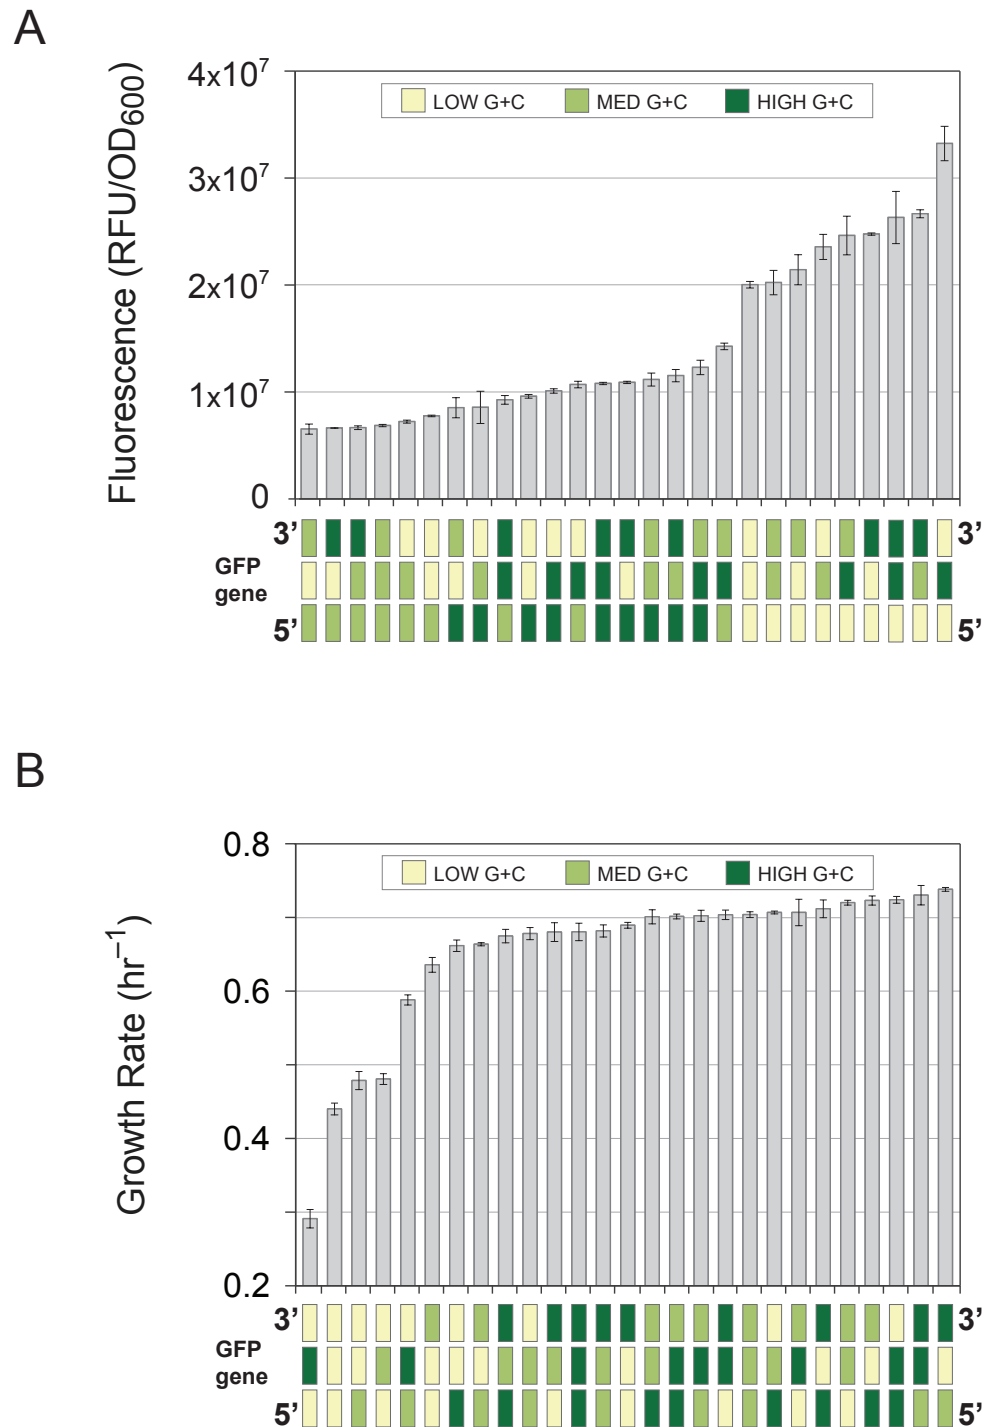 A
Fluorescence (RFU/OD600)
4x10⁷
3x10⁷
2x10⁷
1x10⁷
0
LOW G+C MED G+C HIGH G+C
3’ 3’
GFP
gene
5’ 5’
B
Growth Rate (hr⁻¹)
0.8
0.6
0.4
0.2
LOW G+C MED G+C HIGH G+C
3’ 3’
GFP
gene
5’ 5’